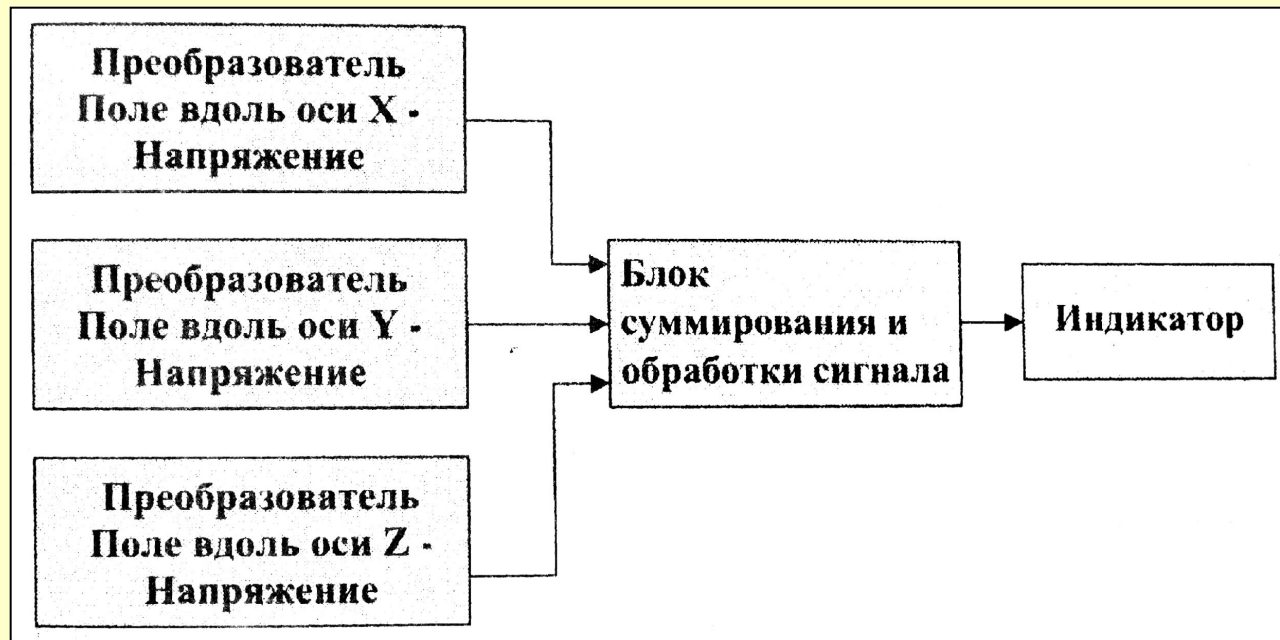 Преобразователь
Поле вдоль оси X -
Напряжение
Преобразователь
Поле вдоль оси Y -
Напряжение
Преобразователь
Поле вдоль оси Z -
Напряжение
Блок
суммирования и
обработки сигнала
Индикатор